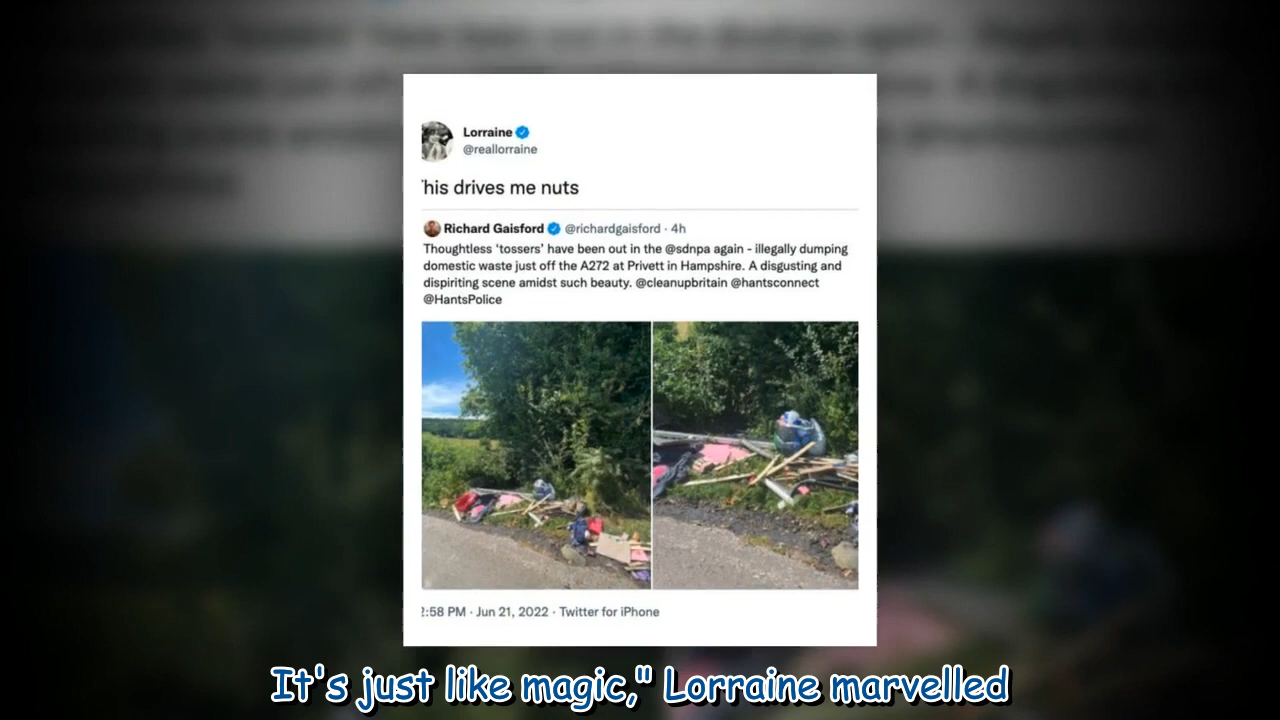 Lorraine
@reallorraine
his drives me nuts
Richard Gaisford @richardgaisford · 4h
Thoughtless ‘tossers’ have been out in the @sdnpa again - illegally dumping
domestic waste just off the A272 at Privett in Hampshire. A disgusting and
dispiriting scene amidst such beauty. @cleanupbritain @hantsconnect
@HantsPolice
:58 PM · Jun 21, 2022 · Twitter for iPhone
It's just like magic," Lorraine marvelled